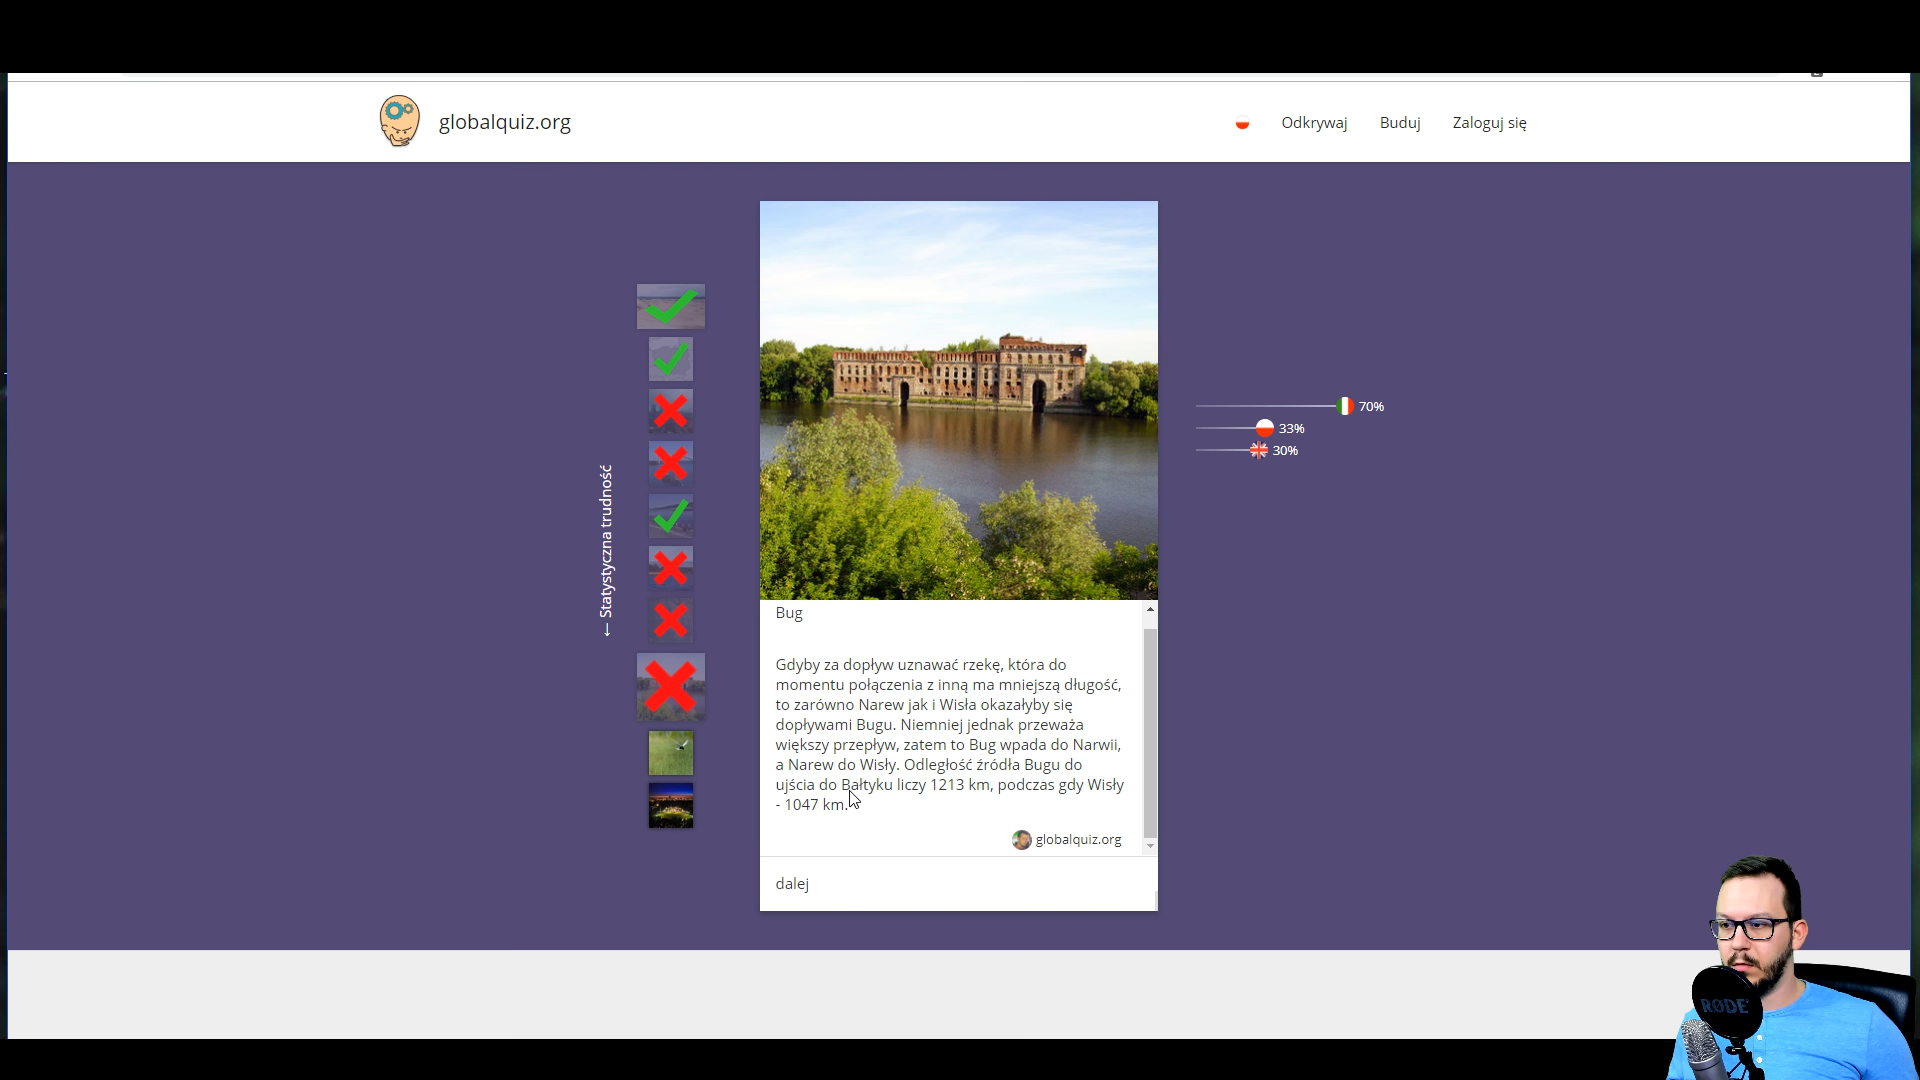 globalquiz.org
Odkrywaj
Buduj
Zaloguj się
← Statystyczna trudność
70%
33%
30%
Bug
Gdyby za dopływ uznawać rzekę, która do
momentu połączenia z inną ma mniejszą długość,
to zarówno Narew jak i Wisła okazałyby się
dopływami Bugu. Niemniej jednak przeważa
większy przepływ, zatem to Bug wpada do Narwii,
a Narew do Wisły. Odległość źródła Bugu do
ujścia do Bałtyku liczy 1213 km, podczas gdy Wisły
- 1047 km.
globalquiz.org
dalej
RØDE